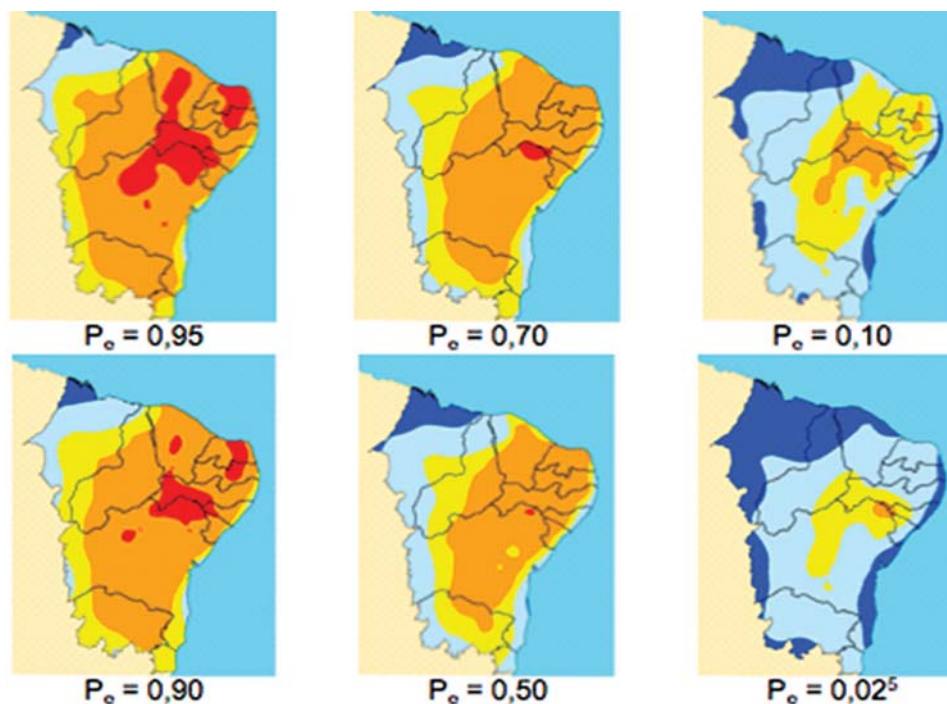 Pₑ = 0,95
Pₑ = 0,70
Pₑ = 0,10
Pₑ = 0,90
Pₑ = 0,50
Pₑ = 0,02⁵